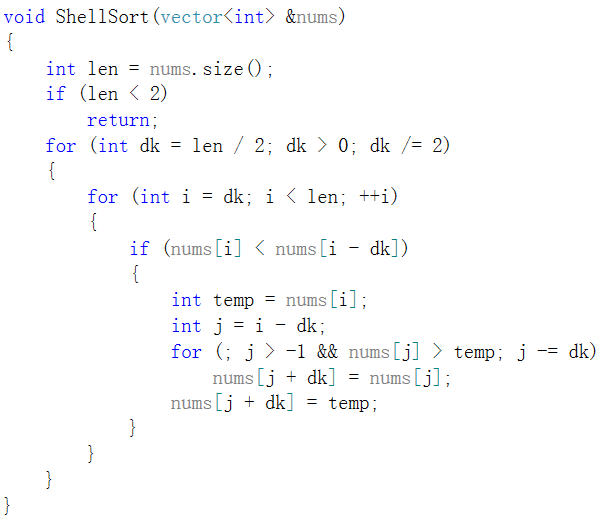 void ShellSort(vector<int> &nums)
{
    int len = nums.size();
    if (len < 2)
        return;
    for (int dk = len / 2; dk > 0; dk /= 2)
    {
        for (int i = dk; i < len; ++i)
        {
            if (nums[i] < nums[i - dk])
            {
                int temp = nums[i];
                int j = i - dk;
                for (; j > -1 && nums[j] > temp; j -= dk)
                    nums[j + dk] = nums[j];
                nums[j + dk] = temp;
            }
        }
    }
}